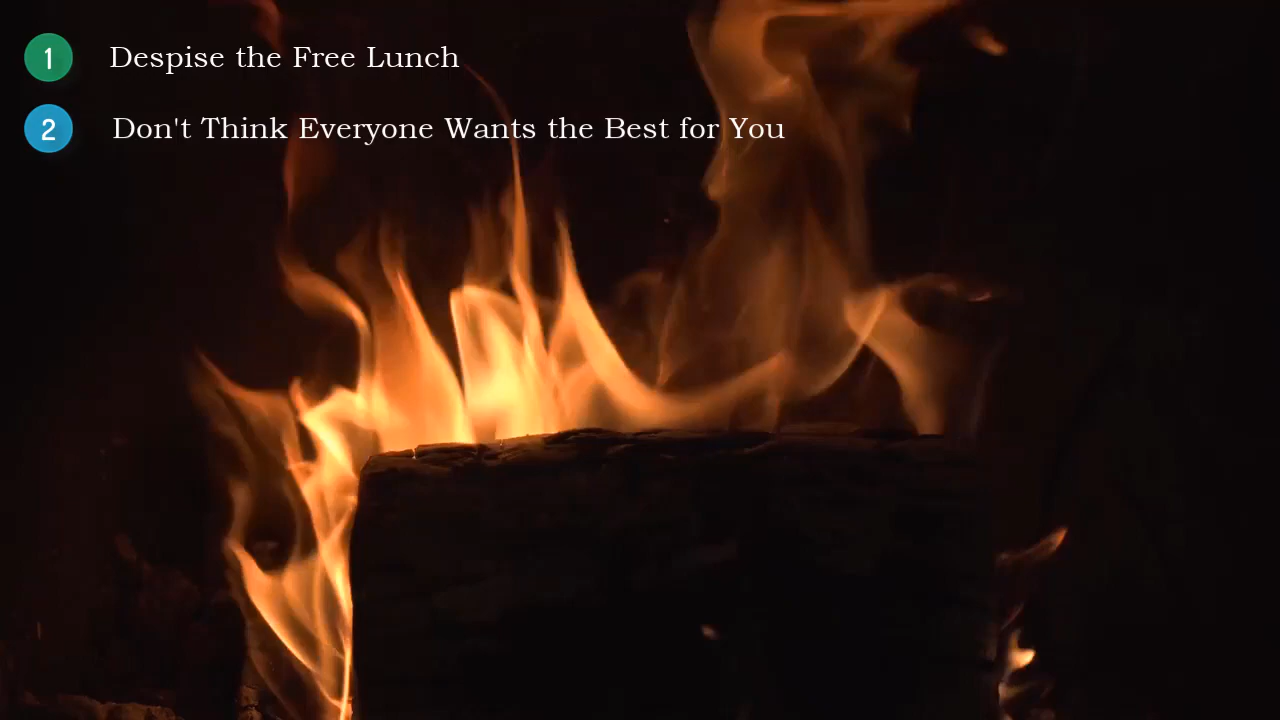 1 Despise the Free Lunch
2 Don't Think Everyone Wants the Best for You